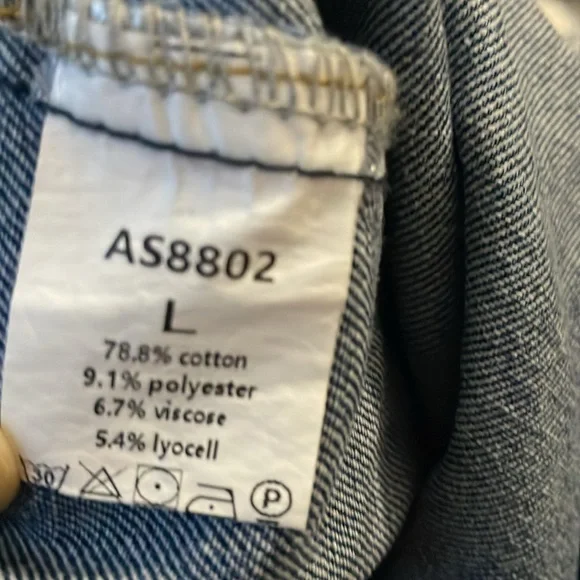 AS8802
L
78.8% cotton
9.1% polyester
6.7% viscose
5.4% lyocell
30 P